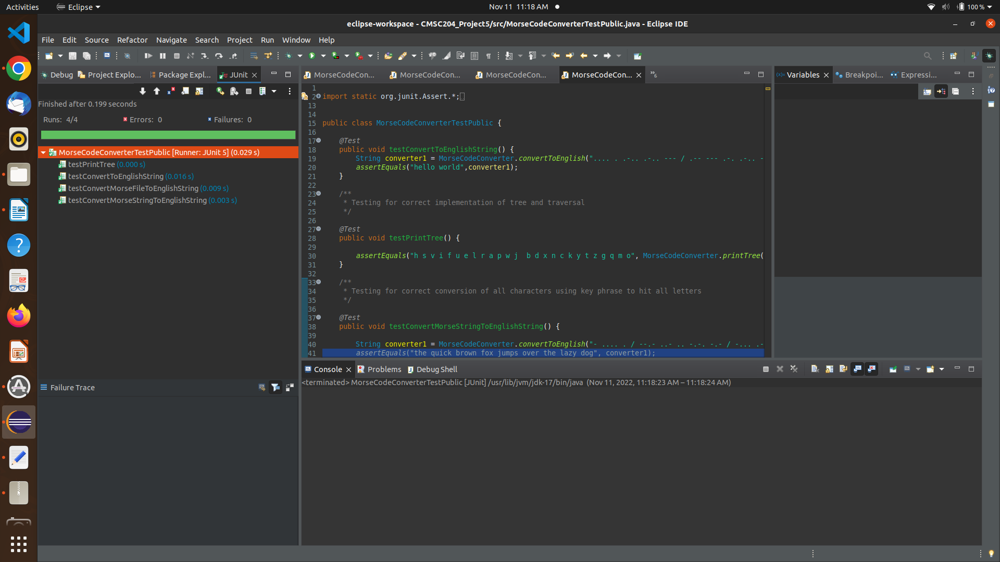 Activities
Eclipse
Nov 11 11:18 AM
100 %
eclipse-workspace - CMSC204_Project5/src/MorseCodeConverterTestPublic.java - Eclipse IDE
File Edit Source Refactor Navigate Search Project Run Window Help
Debug
Project Explo...
Package Expl...
JUnit
Finished after 0.199 seconds
Runs: 4/4
Errors: 0
Failures: 0
MorseCodeConverterTestPublic [Runner: JUnit 5] (0.029 s)
testPrintTree (0.000 s)
testConvertToEnglishString (0.016 s)
testConvertMorseFileToEnglishString (0.009 s)
testConvertMorseStringToEnglishString (0.003 s)
Failure Trace
MorseCodeCon...
MorseCodeCon...
MorseCodeCon...
MorseCodeCon...
»6
1
2 import static org.junit.Assert.*;
13
14
15 public class MorseCodeConverterTestPublic {
16
17 @Test
18 public void testConvertToEnglishString() {
19 String converter1 = MorseCodeConverter.convertToEnglish(".... . .-.. .-.. --- / .-- --- .-. .-.. -
20 assertEquals("hello world",converter1);
21 }
22
23 /**
24 * Testing for correct implementation of tree and traversal
25 */
26
27 @Test
28 public void testPrintTree() {
29
30 assertEquals("h s v i f u e l r a p w j  b d x n c k y t z g q m o", MorseCodeConverter.printTree(
31 }
32
33 /**
34 * Testing for correct conversion of all characters using key phrase to hit all letters
35 */
36
37 @Test
38 public void testConvertMorseStringToEnglishString() {
39
40 String converter1 = MorseCodeConverter.convertToEnglish("- .... . / --.- ..- .. -.-. -.- / -... .-
41 assertEquals("the quick brown fox jumps over the lazy dog", converter1);
Variables
Breakpoi...
Expressi...
Console
Problems
Debug Shell
<terminated> MorseCodeConverterTestPublic [JUnit] /usr/lib/jvm/jdk-17/bin/java (Nov 11, 2022, 11:18:23 AM – 11:18:24 AM)